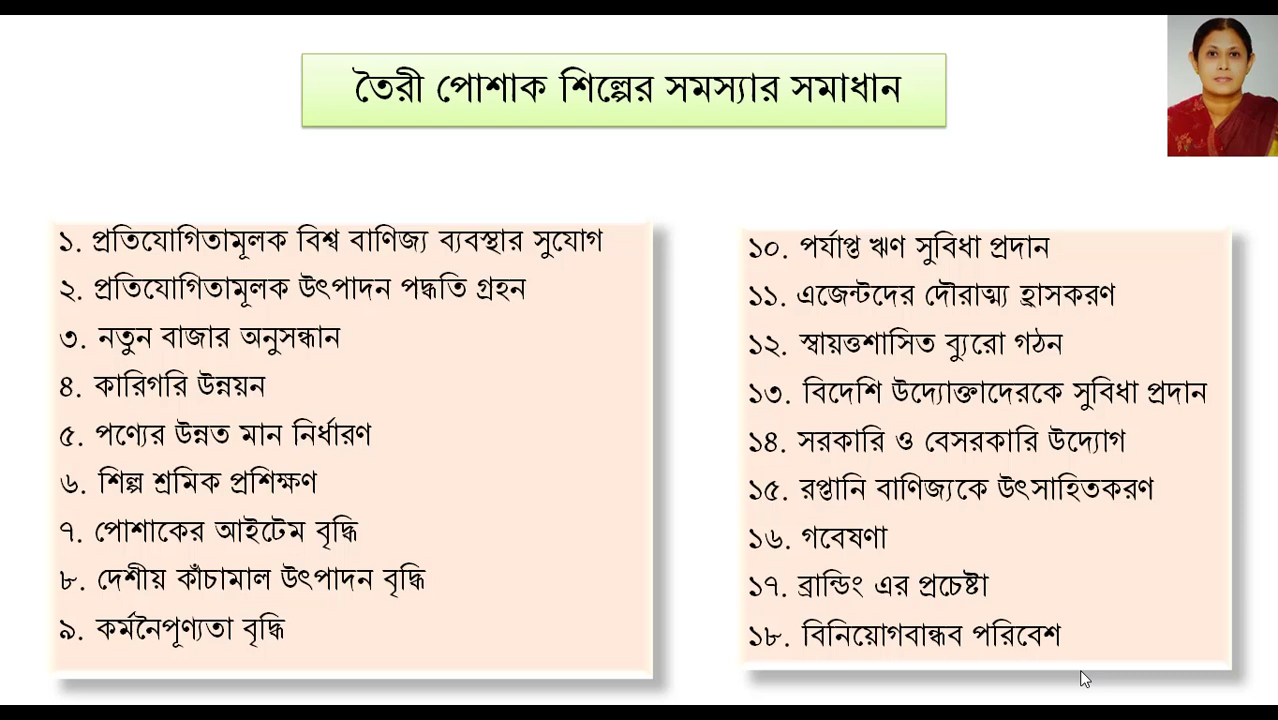 তৈরী পোশাক শিল্পের সমস্যার সমাধান
১. প্রতিযোগিতামূলক বিশ্ব বাণিজ্য ব্যবস্থার সুযোগ
২. প্রতিযোগিতামূলক উৎপাদন পদ্ধতি গ্রহন
৩. নতুন বাজার অনুসন্ধান
৪. কারিগরি উন্নয়ন
৫. পণ্যের উন্নত মান নির্ধারণ
৬. শিল্প শ্রমিক প্রশিক্ষণ
৭. পোশাকের আইটেম বৃদ্ধি
৮. দেশীয় কাঁচামাল উৎপাদন বৃদ্ধি
৯. কর্মনৈপূণ্যতা বৃদ্ধি
১০. পর্যাপ্ত ঋণ সুবিধা প্রদান
১১. এজেন্টদের দৌরাত্ম্য হ্রাসকরণ
১২. স্বায়ত্তশাসিত ব্যুরো গঠন
১৩. বিদেশি উদ্যোক্তাদেরকে সুবিধা প্রদান
১৪. সরকারি ও বেসরকারি উদ্যোগ
১৫. রপ্তানি বাণিজ্যকে উৎসাহিতকরণ
১৬. গবেষণা
১৭. ব্রান্ডিং এর প্রচেষ্টা
১৮. বিনিয়োগবান্ধব পরিবেশ